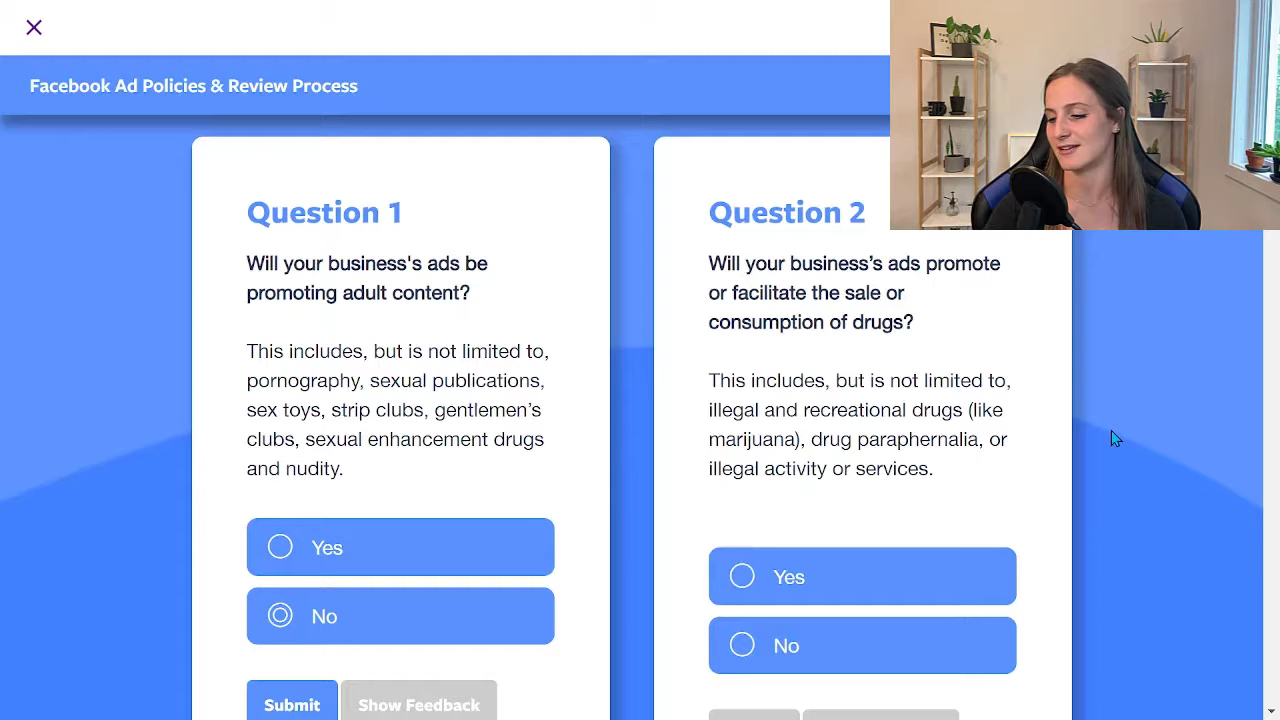 Facebook Ad Policies & Review Process
Question 1
Will your business's ads be
promoting adult content?
This includes, but is not limited to,
pornography, sexual publications,
sex toys, strip clubs, gentlemen’s
clubs, sexual enhancement drugs
and nudity.
Yes
No
Submit
Show Feedback
Question 2
Will your business’s ads promote
or facilitate the sale or
consumption of drugs?
This includes, but is not limited to,
illegal and recreational drugs (like
marijuana), drug paraphernalia, or
illegal activity or services.
Yes
No